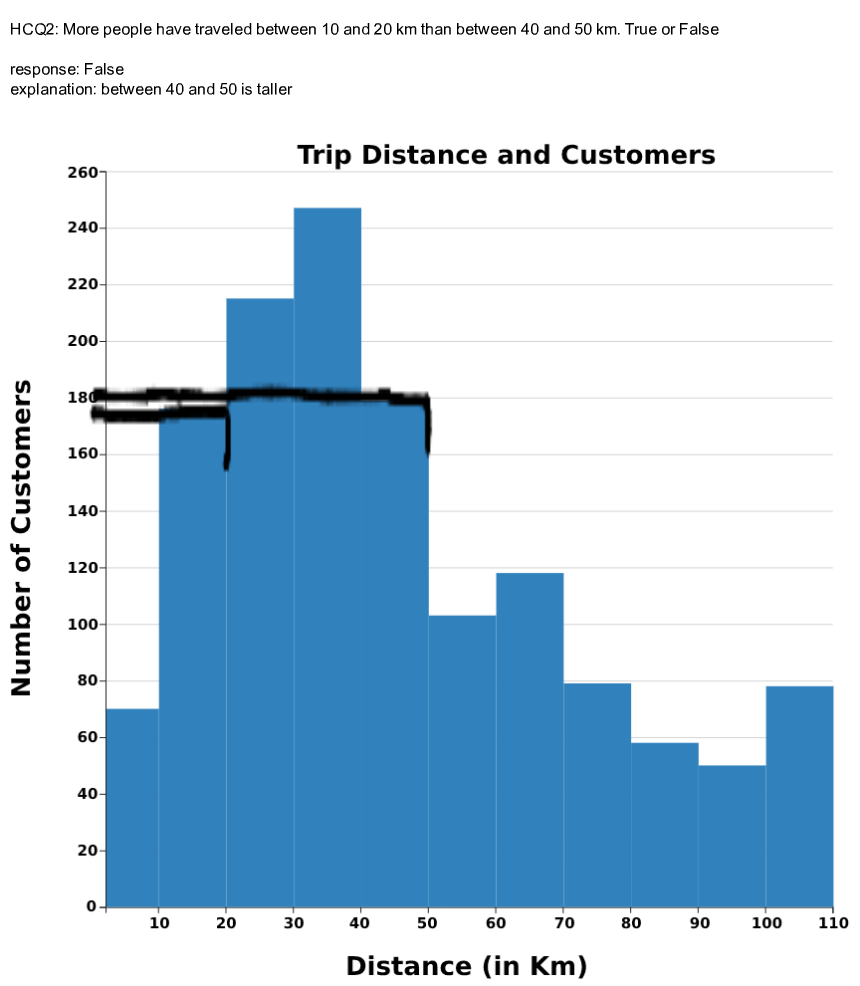 HCQ2: More people have traveled between 10 and 20 km than between 40 and 50 km. True or False
response: False
explanation: between 40 and 50 is taller
Trip Distance and Customers
260
240
220
200
180
160
140
120
100
80
60
40
20
0
Number of Customers
10 20 30 40 50 60 70 80 90 100 110
Distance (in Km)